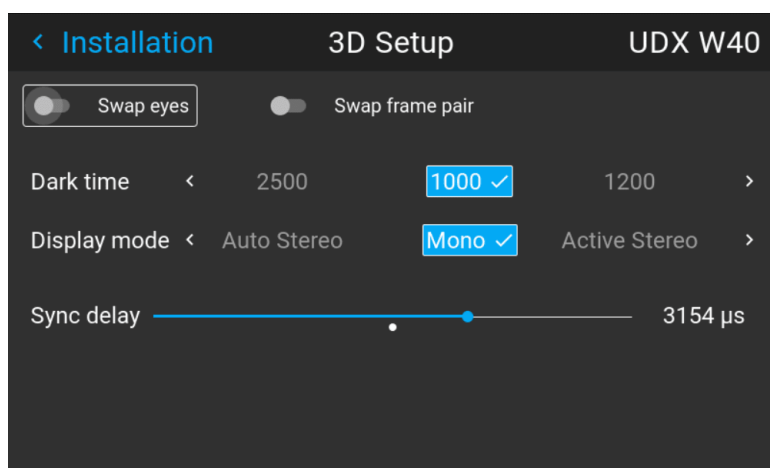 Installation 3D Setup UDX W40
Swap eyes Swap frame pair
Dark time 2500 1000 1200
Display mode Auto Stereo Mono Active Stereo
Sync delay 3154 µs